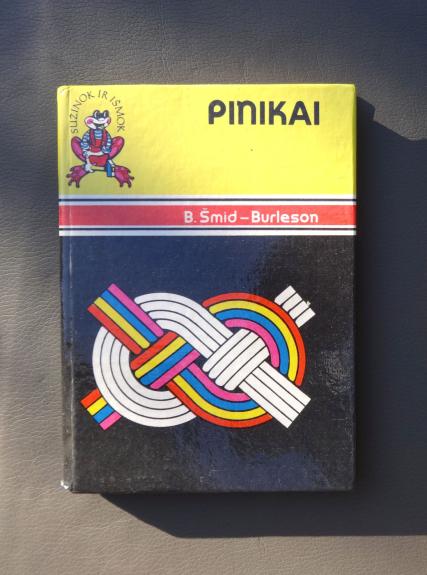 SUŽINOK IR IŠMOK
PINIKAI
B. Šmid – Burleson